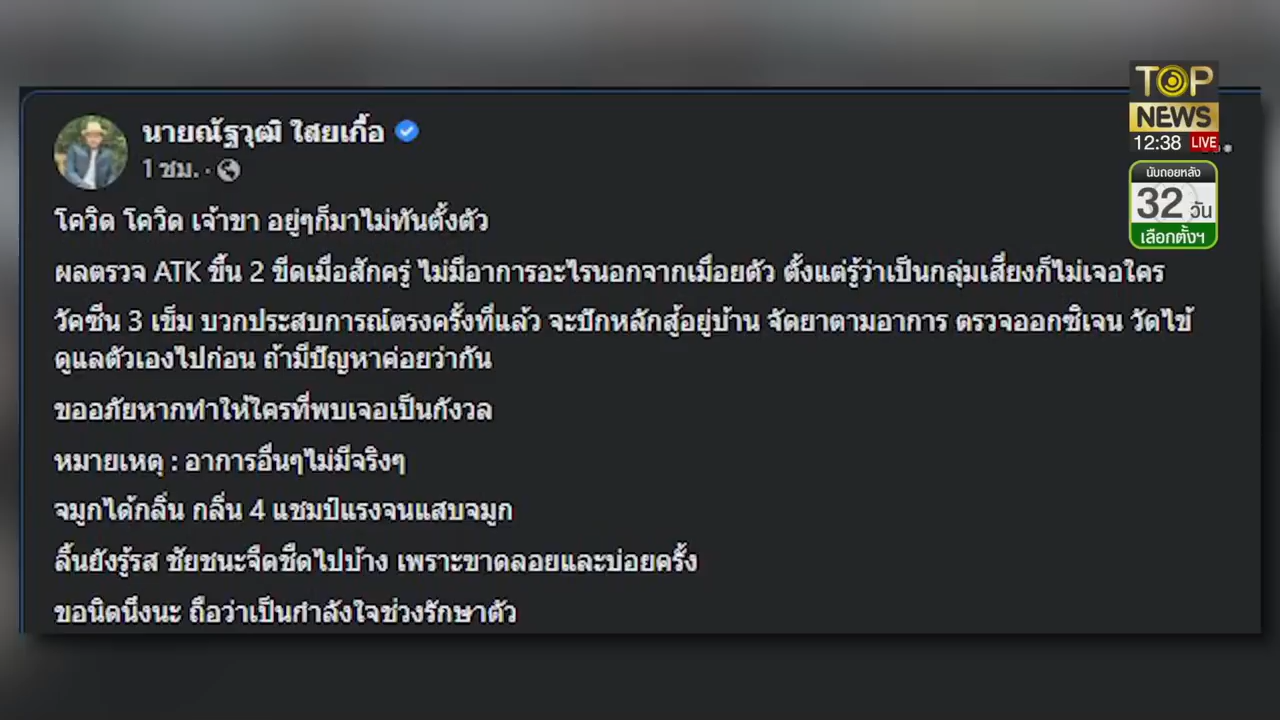 TOP
NEWS
12:38 LIVE
นับถอยหลัง
32 วัน
เลือกตั้งฯ
นายณัฐวุฒิ ใสยเกื้อ
1 ชม. ·
โควิด โควิด เจ้าขา อยู่ๆก็มาไม่ทันตั้งตัว
ผลตรวจ ATK ขึ้น 2 ขีดเมื่อสักครู่ ไม่มีอาการอะไรนอกจากเมื่อยตัว ตั้งแต่รู้ว่าเป็นกลุ่มเสี่ยงก็ไม่เจอใคร
วัคซีน 3 เข็ม บวกประสบการณ์ตรงครั้งที่แล้ว จะปักหลักสู้อยู่บ้าน จัดยาตามอาการ ตรวจออกซิเจน วัดไข้
ดูแลตัวเองไปก่อน ถ้ามีปัญหาค่อยว่ากัน
ขออภัยหากทำให้ใครที่พบเจอเป็นกังวล
หมายเหตุ : อาการอื่นๆไม่มีจริงๆ
จมูกได้กลิ่น กลิ่น 4 แชมป์แรงจนแสบจมูก
ลิ้นยังรู้รส ชัยชนะจืดชืดไปบ้าง เพราะขาดลอยและบ่อยครั้ง
ขอนิดนึงนะ ถือว่าเป็นกำลังใจช่วงรักษาตัว